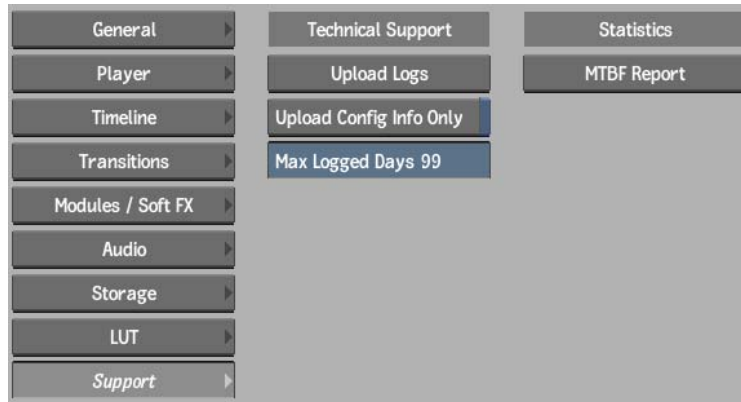 General
Player
Timeline
Transitions
Modules / Soft FX
Audio
Storage
LUT
Support
Technical Support
Upload Logs
Upload Config Info Only
Max Logged Days 99
Statistics
MTBF Report